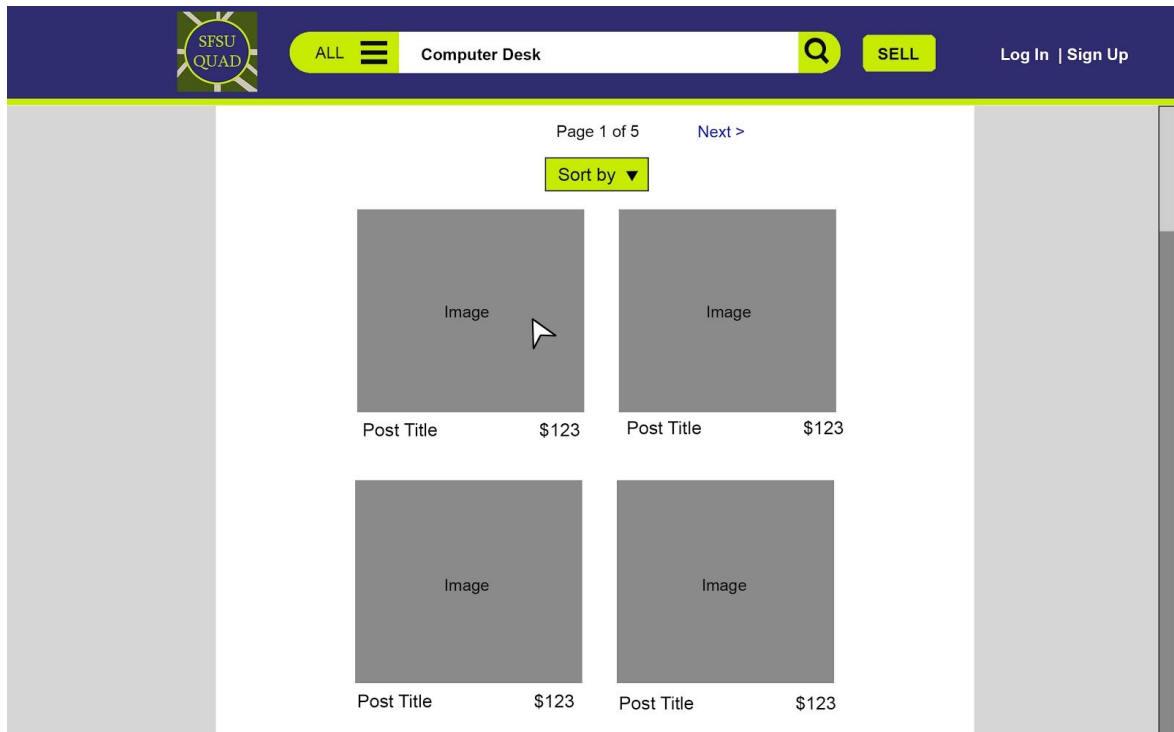 SFSU
QUAD
ALL
Computer Desk
SELL
Log In | Sign Up
Page 1 of 5
Next >
Sort by ▼
Image
Image
Post Title
$123
Post Title
$123
Image
Image
Post Title
$123
Post Title
$123